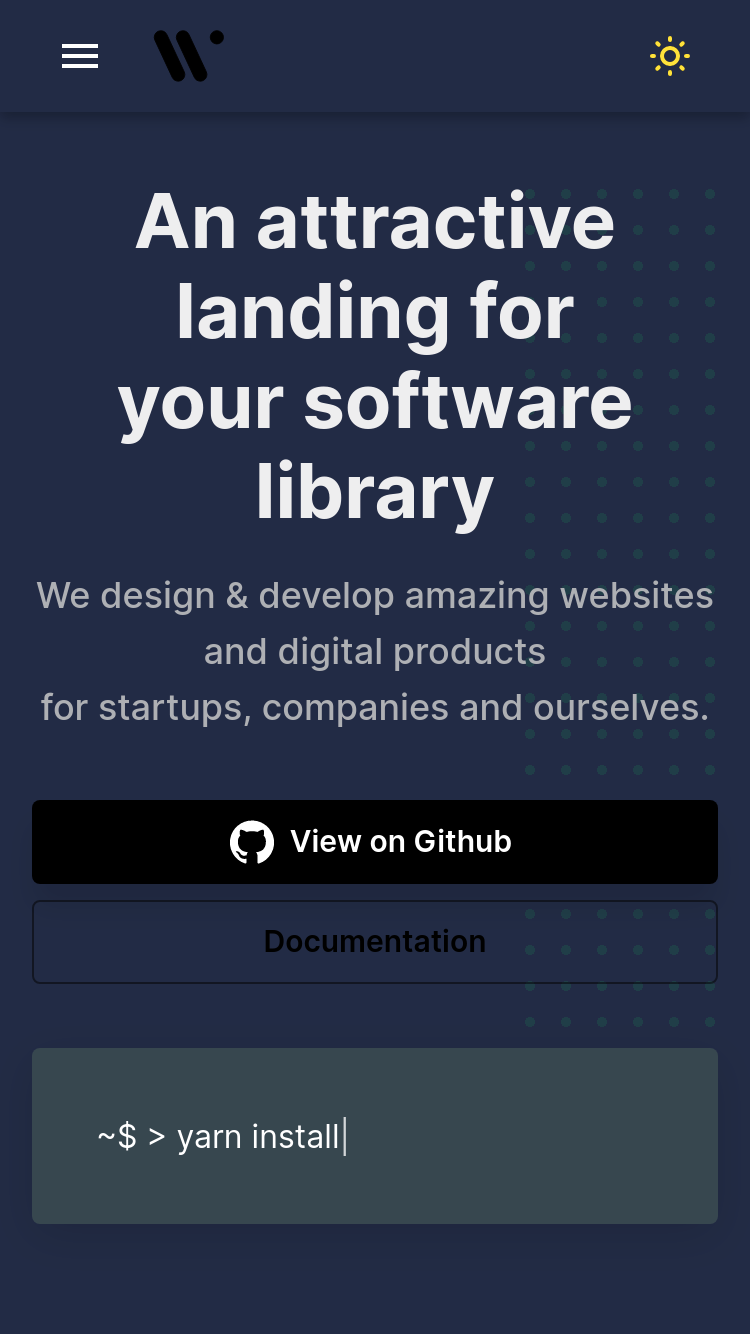 An attractive
landing for
your software
library
We design & develop amazing websites
and digital products
for startups, companies and ourselves.
View on Github
Documentation
~$ > yarn install